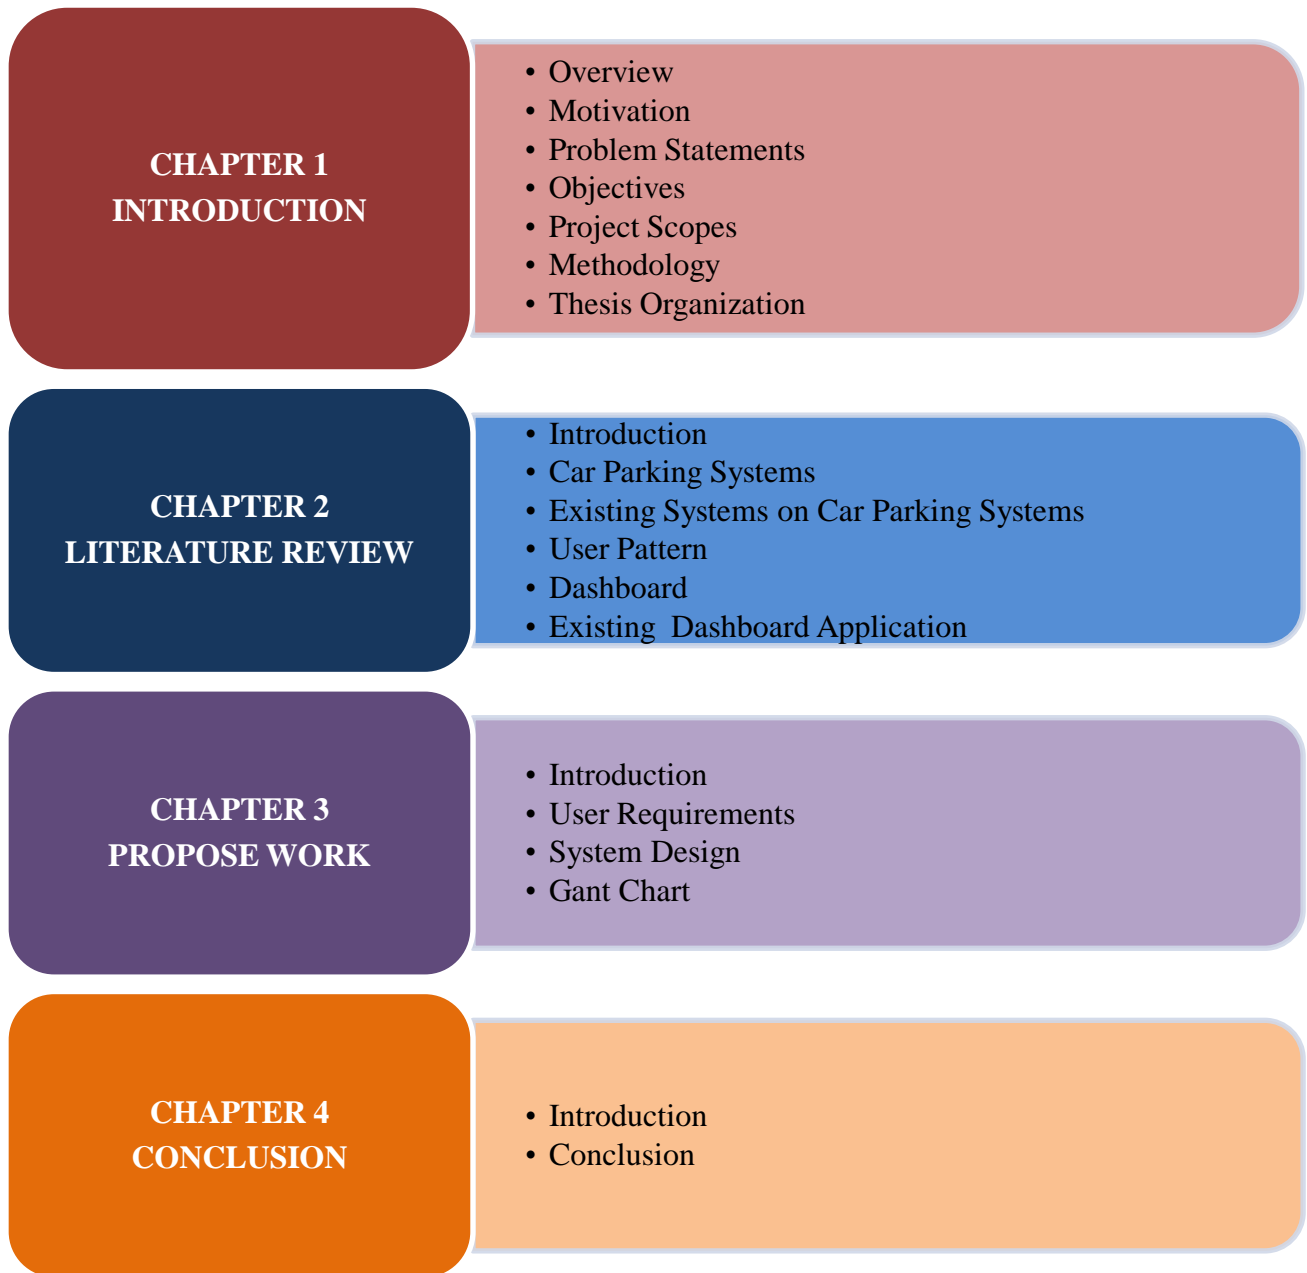 CHAPTER 1
INTRODUCTION
• Overview
• Motivation
• Problem Statements
• Objectives
• Project Scopes
• Methodology
• Thesis Organization
CHAPTER 2
LITERATURE REVIEW
• Introduction
• Car Parking Systems
• Existing Systems on Car Parking Systems
• User Pattern
• Dashboard
• Existing  Dashboard Application
CHAPTER 3
PROPOSE WORK
• Introduction
• User Requirements
• System Design
• Gant Chart
CHAPTER 4
CONCLUSION
• Introduction
• Conclusion